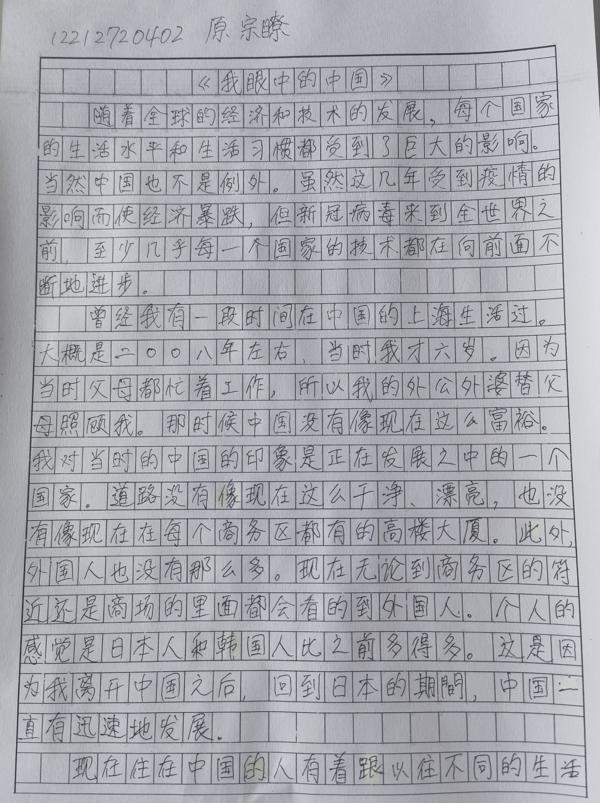 12212720402 原宗瞭
《我眼中的中国》
随着全球的经济和技术的发展，每个国家
的生活水平和生活习惯都受到了巨大的影响。
当然中国也不是例外。虽然这几年受到疫情的
影响而使经济暴跌，但新冠病毒来到全世界之
前，至少几乎每一个国家的技术都在向前面不
断地进步。
曾经我有一段时间在中国的上海生活过。
大概是二〇〇八年左右，当时我才六岁。因为
当时父母都忙着工作，所以我的外公外婆替父
母照顾我。那时候中国没有像现在这么富裕。
我对当时的中国的印象是正在发展之中的一个
国家。道路没有像现在这么干净、漂亮，也没
有像现在在每个商务区都有的高楼大厦。此外，
外国人也没有那么多。现在无论到商务区的符
近还是商场的里面都会看的到外国人。个人的
感觉是日本人和韩国人比之前多得多。这是因
为我离开中国之后，回到日本的期間，中国一
直有迅速地发展。
现在住在中国的人有着跟以往不同的生活